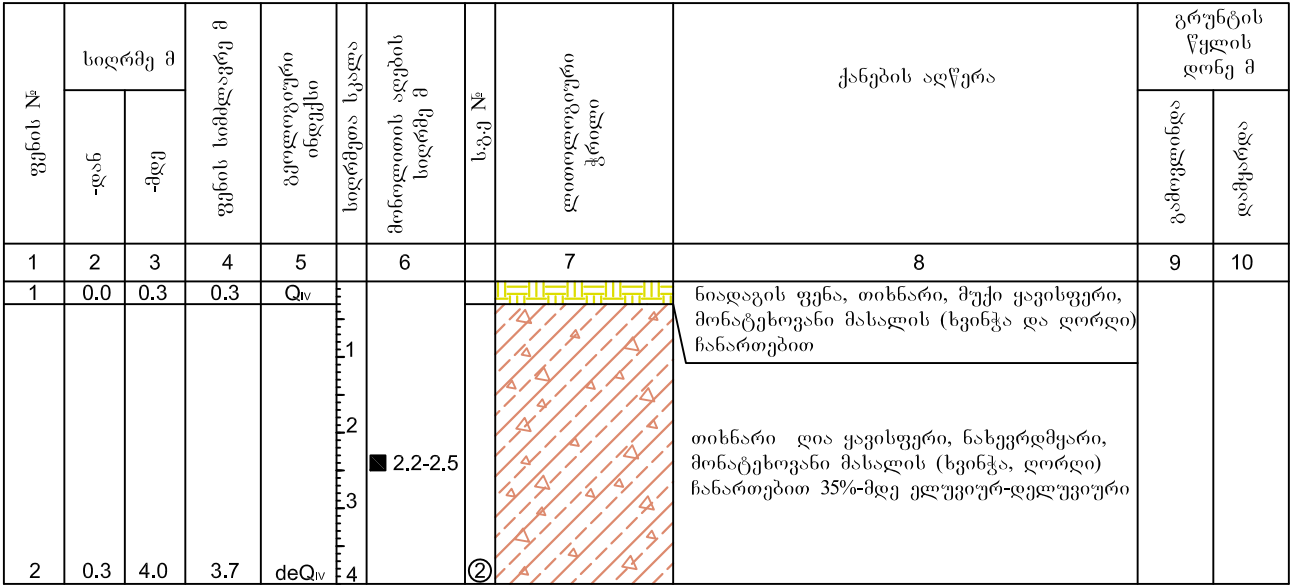 ფენის №
სიღრმე მ
-დან
-მდე
ფენის სიმძლავრე მ
გეოლოგიური
ინდექსი
სიღრმეთა სკალა
მონოლითის აღების
სიღრმე მ
ს.გ.ე №
ლითოლოგიური
ჭრილი
ქანების აღწერა
გრუნტის
წყლის
დონე მ
გამოვლინდა
დამყარდა
1 2 3 4 5 6 7 8 9 10
1 0.0 0.3 0.3 QIV
ნიადაგის ფენა, თიხნარი, მუქი ყავისფერი,
მონატეხოვანი მასალის (ხვინჭა და ღორღი)
ჩანართებით
1
2
2.2-2.5
3
4
თიხნარი ღია ყავისფერი, ნახევრდმყარი,
მონატეხოვანი მასალის (ხვინჭა, ღორღი)
ჩანართებით 35%-მდე ელუვიურ-დელუვიური
2 0.3 4.0 3.7 deQIV ②